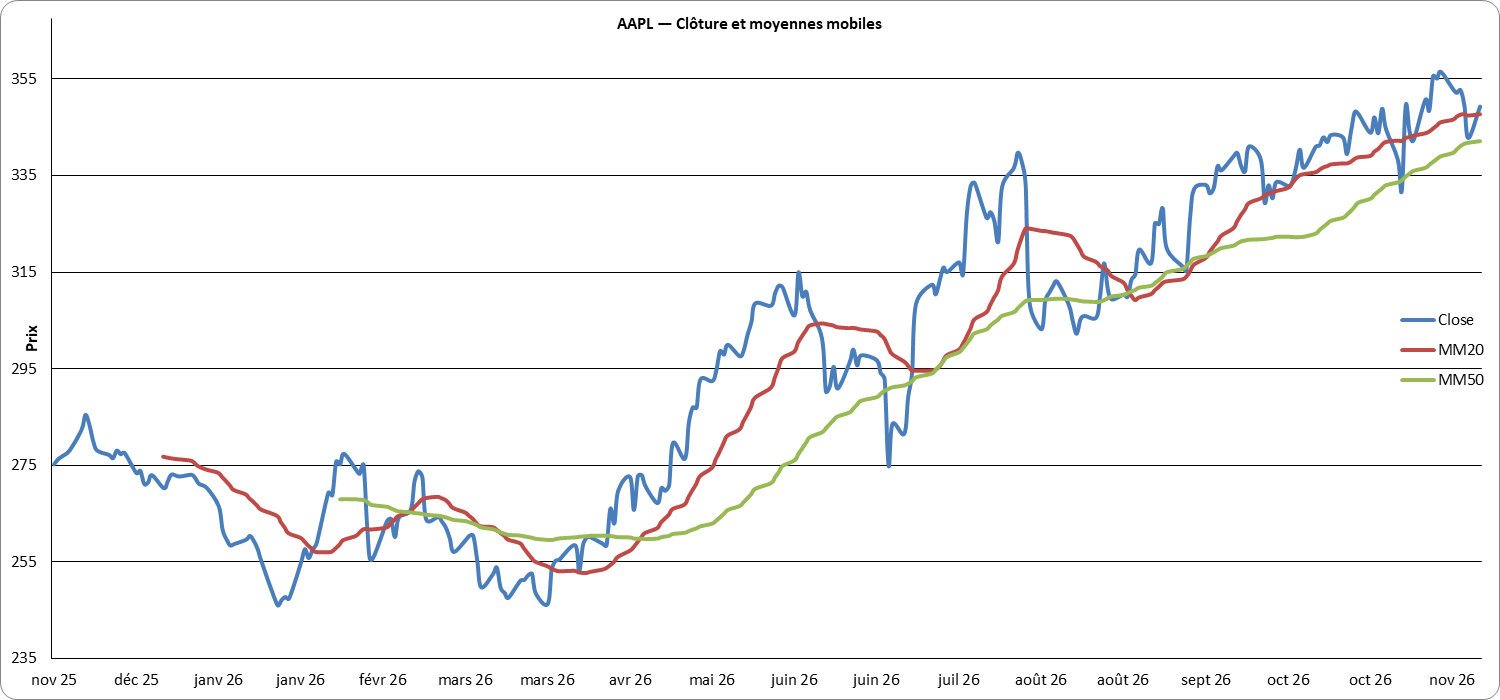 AAPL — Clôture et moyennes mobiles
355
335
315
295
275
255
235
Prix
Close
MM20
MM50
nov 25 déc 25 janv 26 janv 26 févr 26 mars 26 mars 26 avr 26 mai 26 juin 26 juin 26 juil 26 août 26 août 26 sept 26 oct 26 oct 26 nov 26